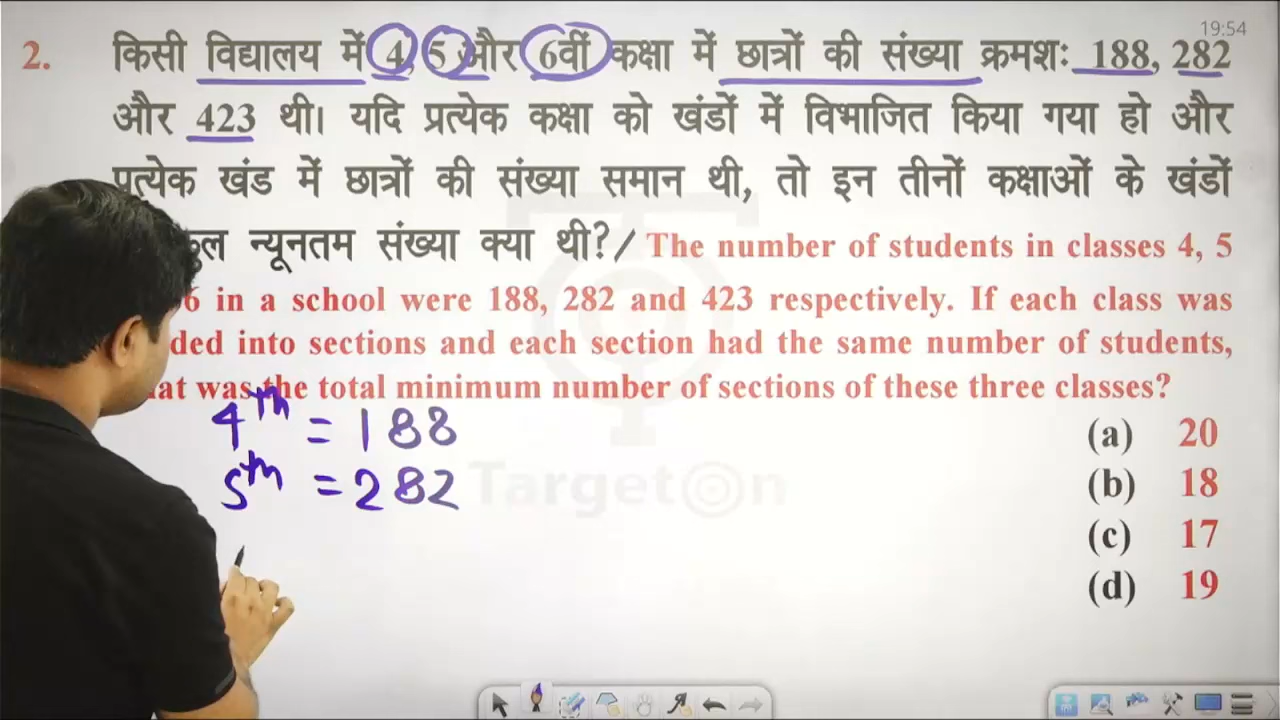 19:54
2. किसी विद्यालय में 4, 5 और 6वीं कक्षा में छात्रों की संख्या क्रमशः 188, 282
और 423 थी। यदि प्रत्येक कक्षा को खंडों में विभाजित किया गया हो और
प्रत्येक खंड में छात्रों की संख्या समान थी, तो इन तीनों कक्षाओं के खंडों
न्यूनतम संख्या क्या थी?/ The number of students in classes 4, 5
6 in a school were 188, 282 and 423 respectively. If each class was
into sections and each section had the same number of students,
was the total minimum number of sections of these three classes?
4th = 188
(a) 20
5th = 282
(b) 18
TargetOn
(c) 17
(d) 19